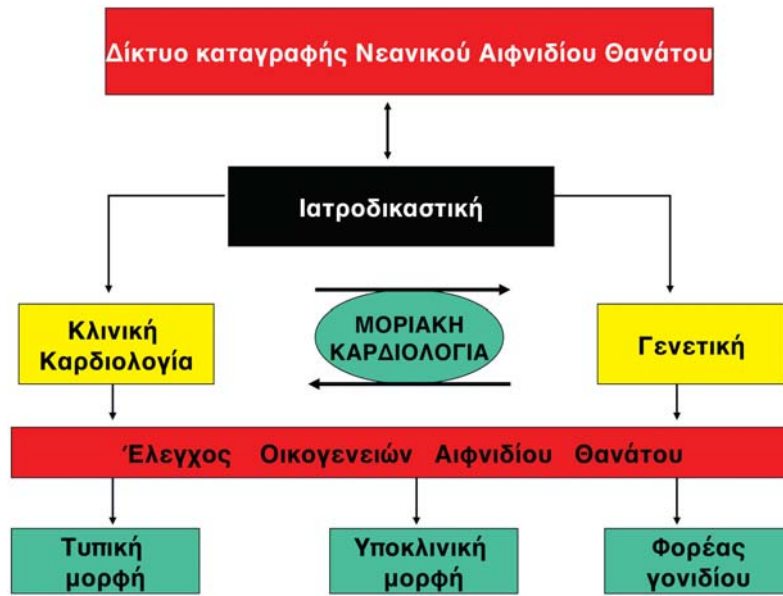 Δίκτυο καταγραφής Νεανικού Αιφνιδίου Θανάτου
Ιατροδικαστική
Κλινική
Καρδιολογία
ΜΟΡΙΑΚΗ
ΚΑΡΔΙΟΛΟΓΙΑ
Γενετική
Έλεγχος Οικογενειών Αιφνιδίου Θανάτου
Τυπική
μορφή
Υποκλινική
μορφή
Φορέας
γονιδίου